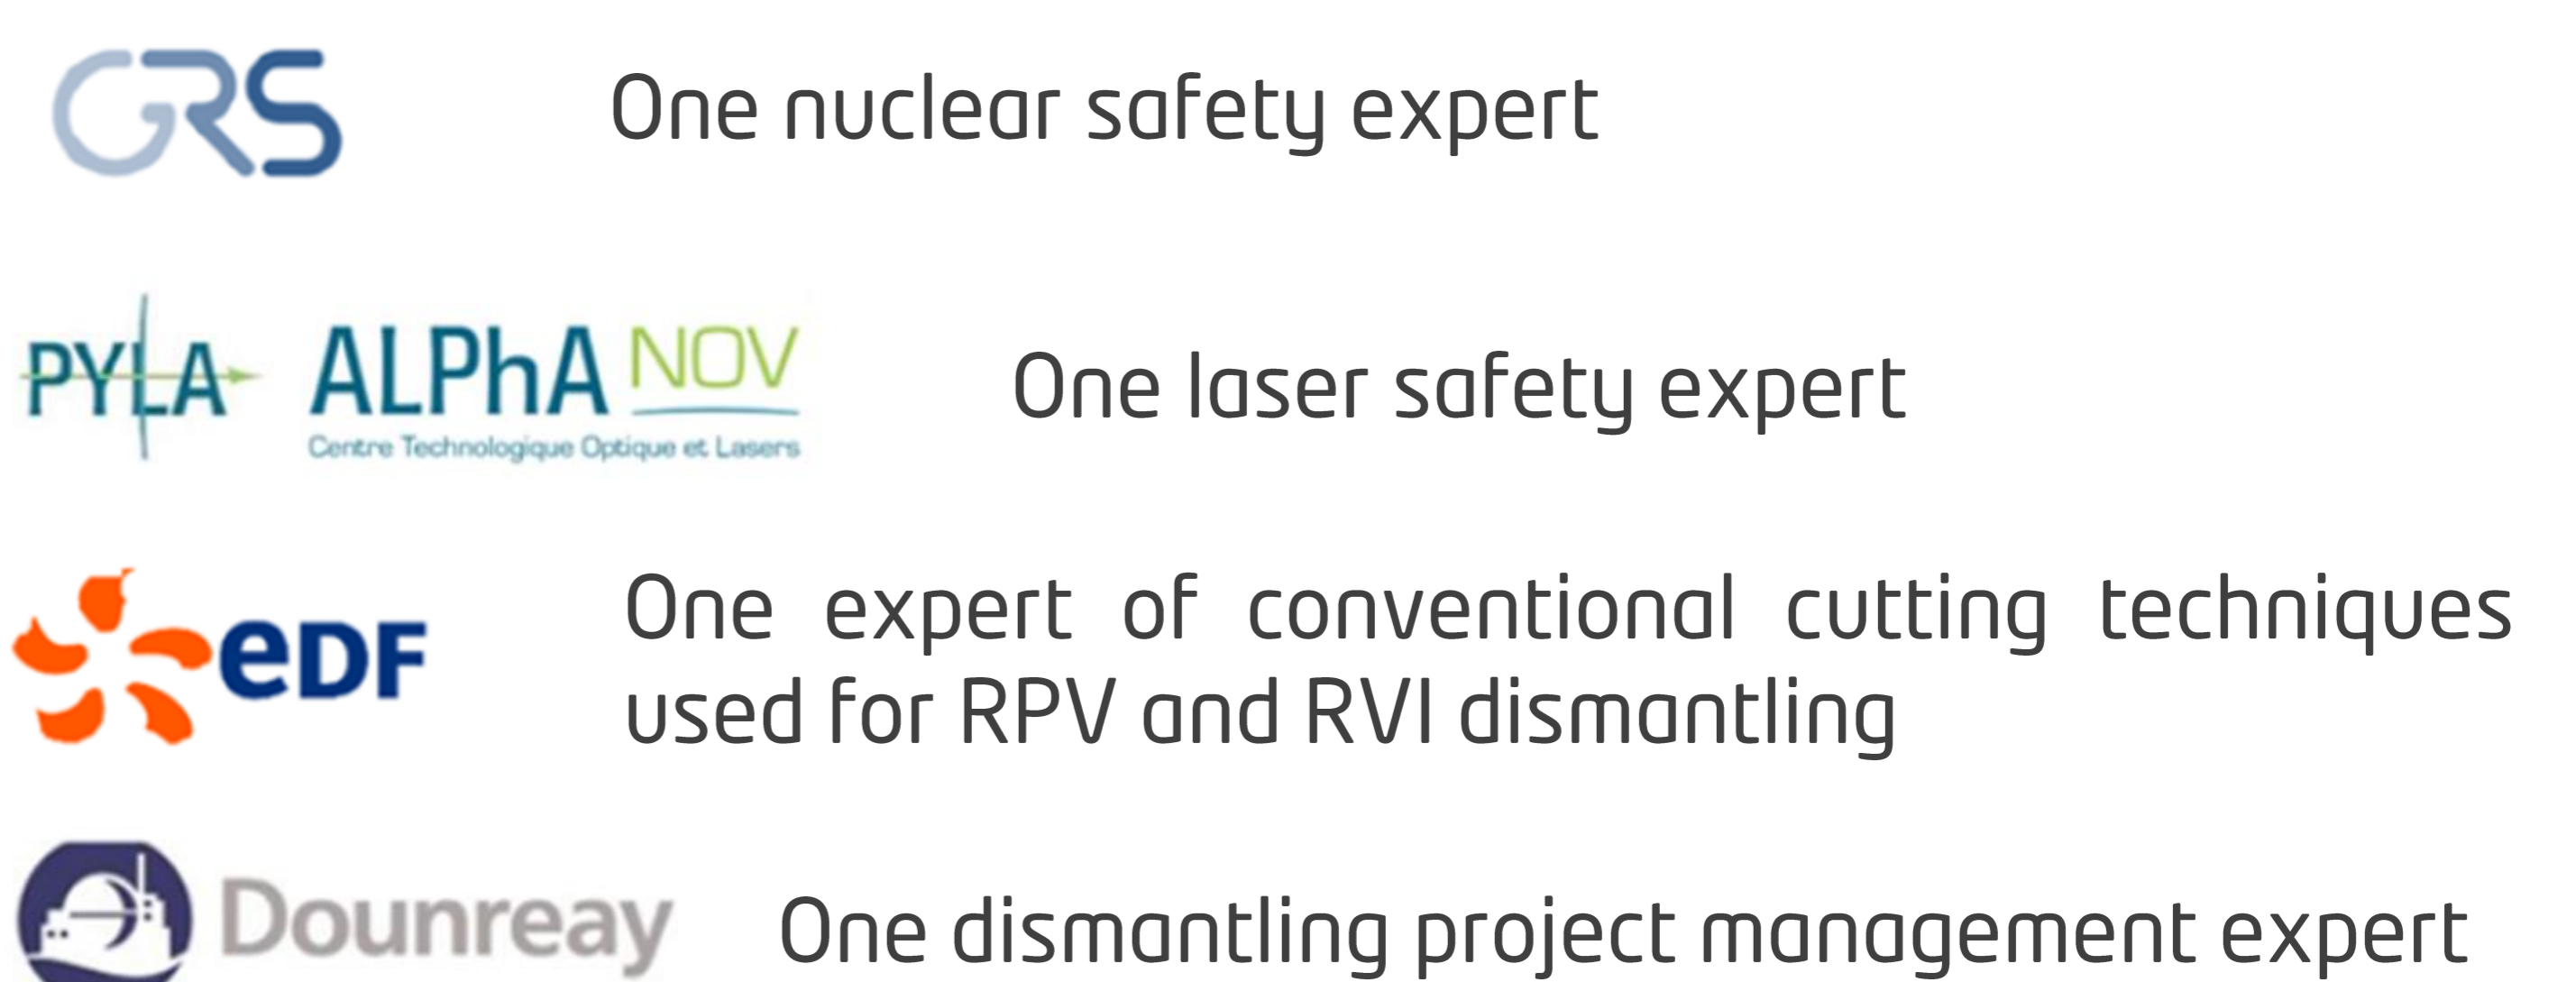 GRS
One nuclear safety expert
PYLA
ALPhA NOV
Centre Technologique Optique et Lasers
One laser safety expert
eDF
One expert of conventional cutting techniques
used for RPV and RVI dismantling
Dounreay
One dismantling project management expert